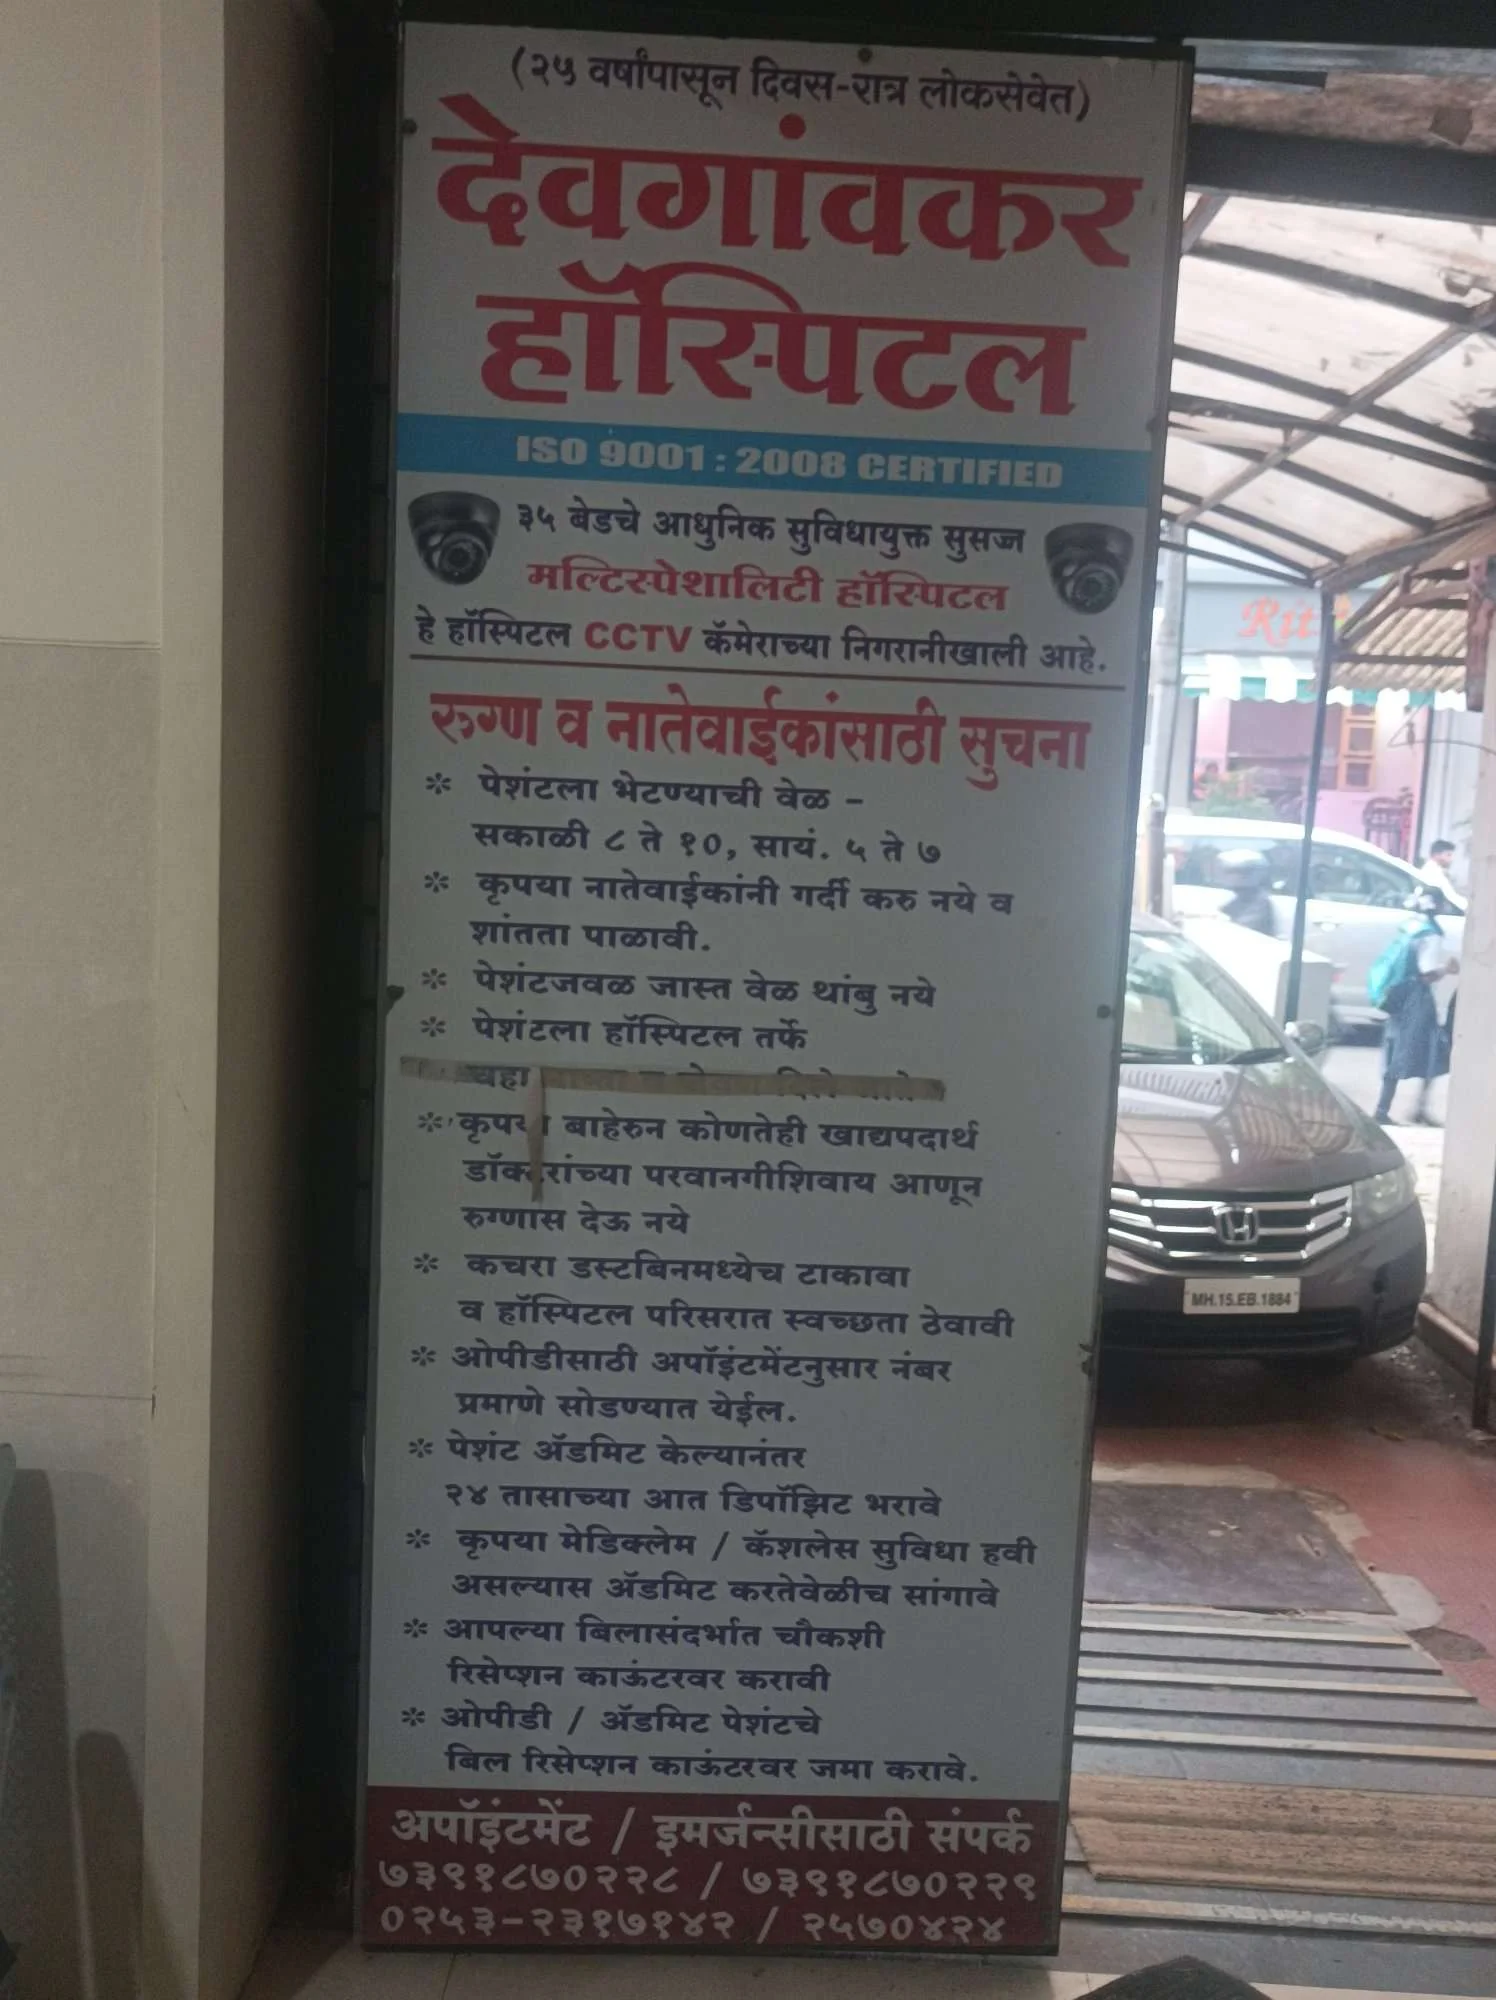 (२५ वर्षांपासून दिवस-रात्र लोकसेवेत)
देवगांवकर
हॉस्पिटल
ISO 9001 : 2008 CERTIFIED
३५ बेडचे आधुनिक सुविधायुक्त सुसज्ज
मल्टिस्पेशालिटी हॉस्पिटल
हे हॉस्पिटल CCTV कॅमेराच्या निगरानीखाली आहे.
रुग्ण व नातेवाईकांसाठी सुचना
* पेशंटला भेटण्याची वेळ -
सकाळी ८ ते १०, सायं. ५ ते ७
* कृपया नातेवाईकांनी गर्दी करु नये व
शांतता पाळावी.
* पेशंटजवळ जास्त वेळ थांबु नये
* पेशंटला हॉस्पिटल तर्फे
चहा
* कृपया बाहेरुन कोणतेही खाद्यपदार्थ
डॉक्टरांच्या परवानगीशिवाय आणून
रुग्णास देऊ नये
* कचरा डस्टबिनमध्येच टाकावा
व हॉस्पिटल परिसरात स्वच्छता ठेवावी
* ओपीडीसाठी अपॉइंटमेंटनुसार नंबर
प्रमाणे सोडण्यात येईल.
* पेशंट ॲडमिट केल्यानंतर
२४ तासाच्या आत डिपॉझिट भरावे
* कृपया मेडिक्लेम / कॅशलेस सुविधा हवी
असल्यास ॲडमिट करतेवेळीच सांगावे
* आपल्या बिलासंदर्भात चौकशी
रिसेप्शन काऊंटरवर करावी
* ओपीडी / ॲडमिट पेशंटचे
बिल रिसेप्शन काऊंटरवर जमा करावे.
अपॉइंटमेंट / इमर्जन्सीसाठी संपर्क
७३९१८७०२२८ / ७३९१८७०२२९
०२५३-२३१७१४२ / २५७०४२४
MH.15.EB.1884